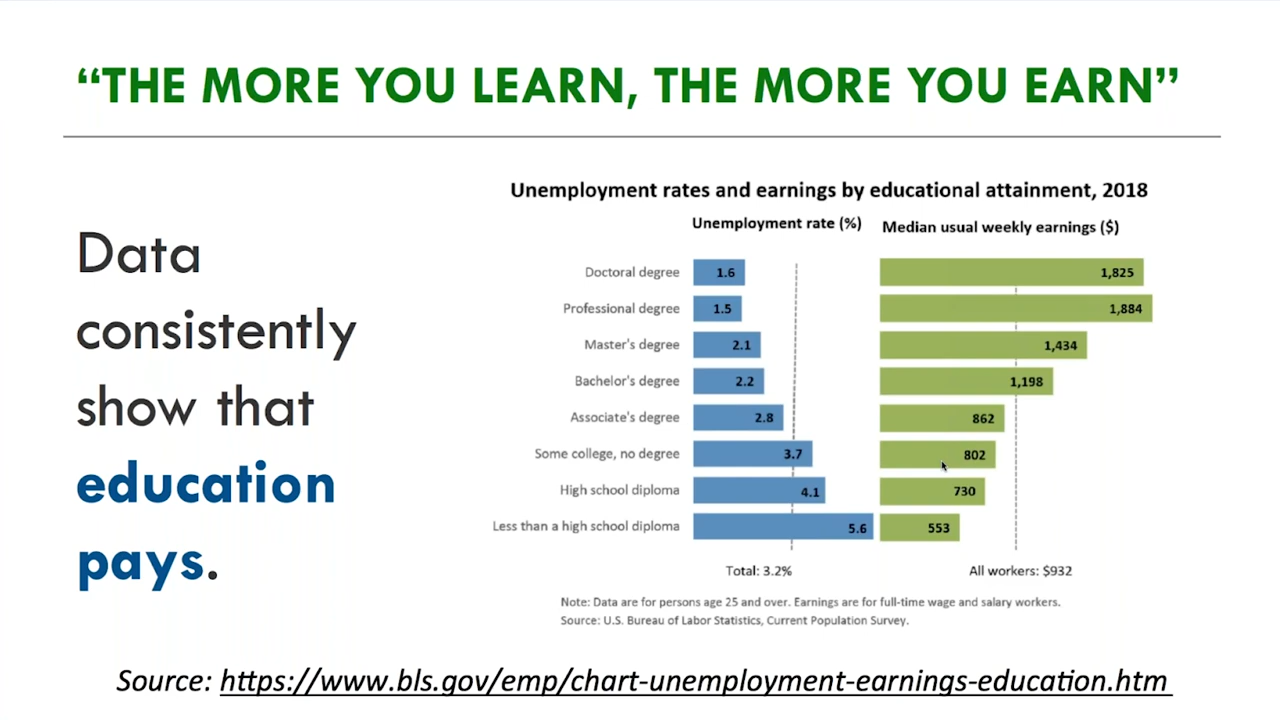 “THE MORE YOU LEARN, THE MORE YOU EARN”
Data
consistently
show that
education
pays.
Unemployment rates and earnings by educational attainment, 2018
Unemployment rate (%) Median usual weekly earnings ($)
Doctoral degree 1.6 1,825
Professional degree 1.5 1,884
Master's degree 2.1 1,434
Bachelor's degree 2.2 1,198
Associate's degree 2.8 862
Some college, no degree 3.7 802
High school diploma 4.1 730
Less than a high school diploma 5.6 553
Total: 3.2% All workers: $932
Note: Data are for persons age 25 and over. Earnings are for full-time wage and salary workers.
Source: U.S. Bureau of Labor Statistics, Current Population Survey.
Source: https://www.bls.gov/emp/chart-unemployment-earnings-education.htm